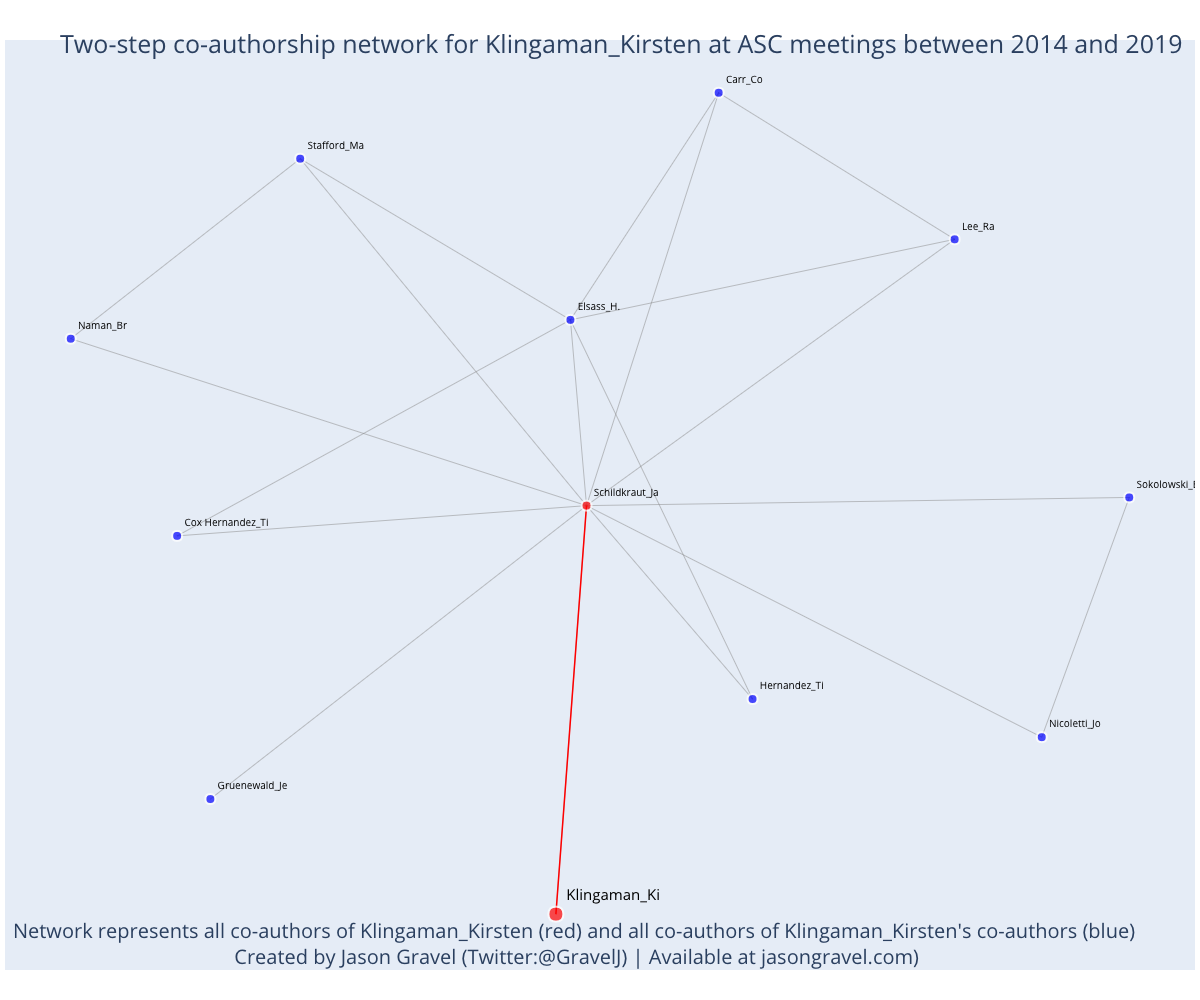 Two-step co-authorship network for Klingaman_Kirsten at ASC meetings between 2014 and 2019
Carr_Co
Stafford_Ma
Lee_Ra
Elsass_H.
Naman_Br
Sokolowski_E
Schildkraut_Ja
Cox Hernandez_Ti
Hernandez_Ti
Nicoletti_Jo
Gruenewald_Je
Klingaman_Ki
Network represents all co-authors of Klingaman_Kirsten (red) and all co-authors of Klingaman_Kirsten's co-authors (blue)
Created by Jason Gravel (Twitter:@GravelJ) | Available at jasongravel.com)